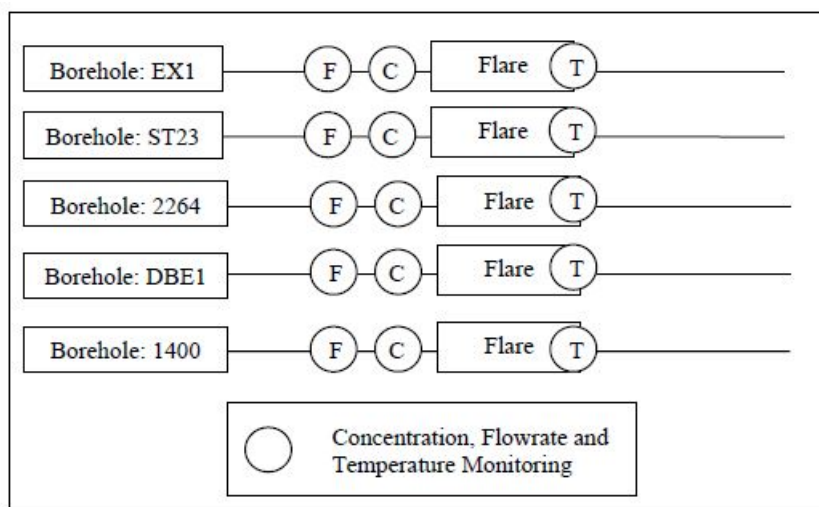 Borehole: EX1 F C Flare T
Borehole: ST23 F C Flare T
Borehole: 2264 F C Flare T
Borehole: DBE1 F C Flare T
Borehole: 1400 F C Flare T
Concentration, Flowrate and
Temperature Monitoring